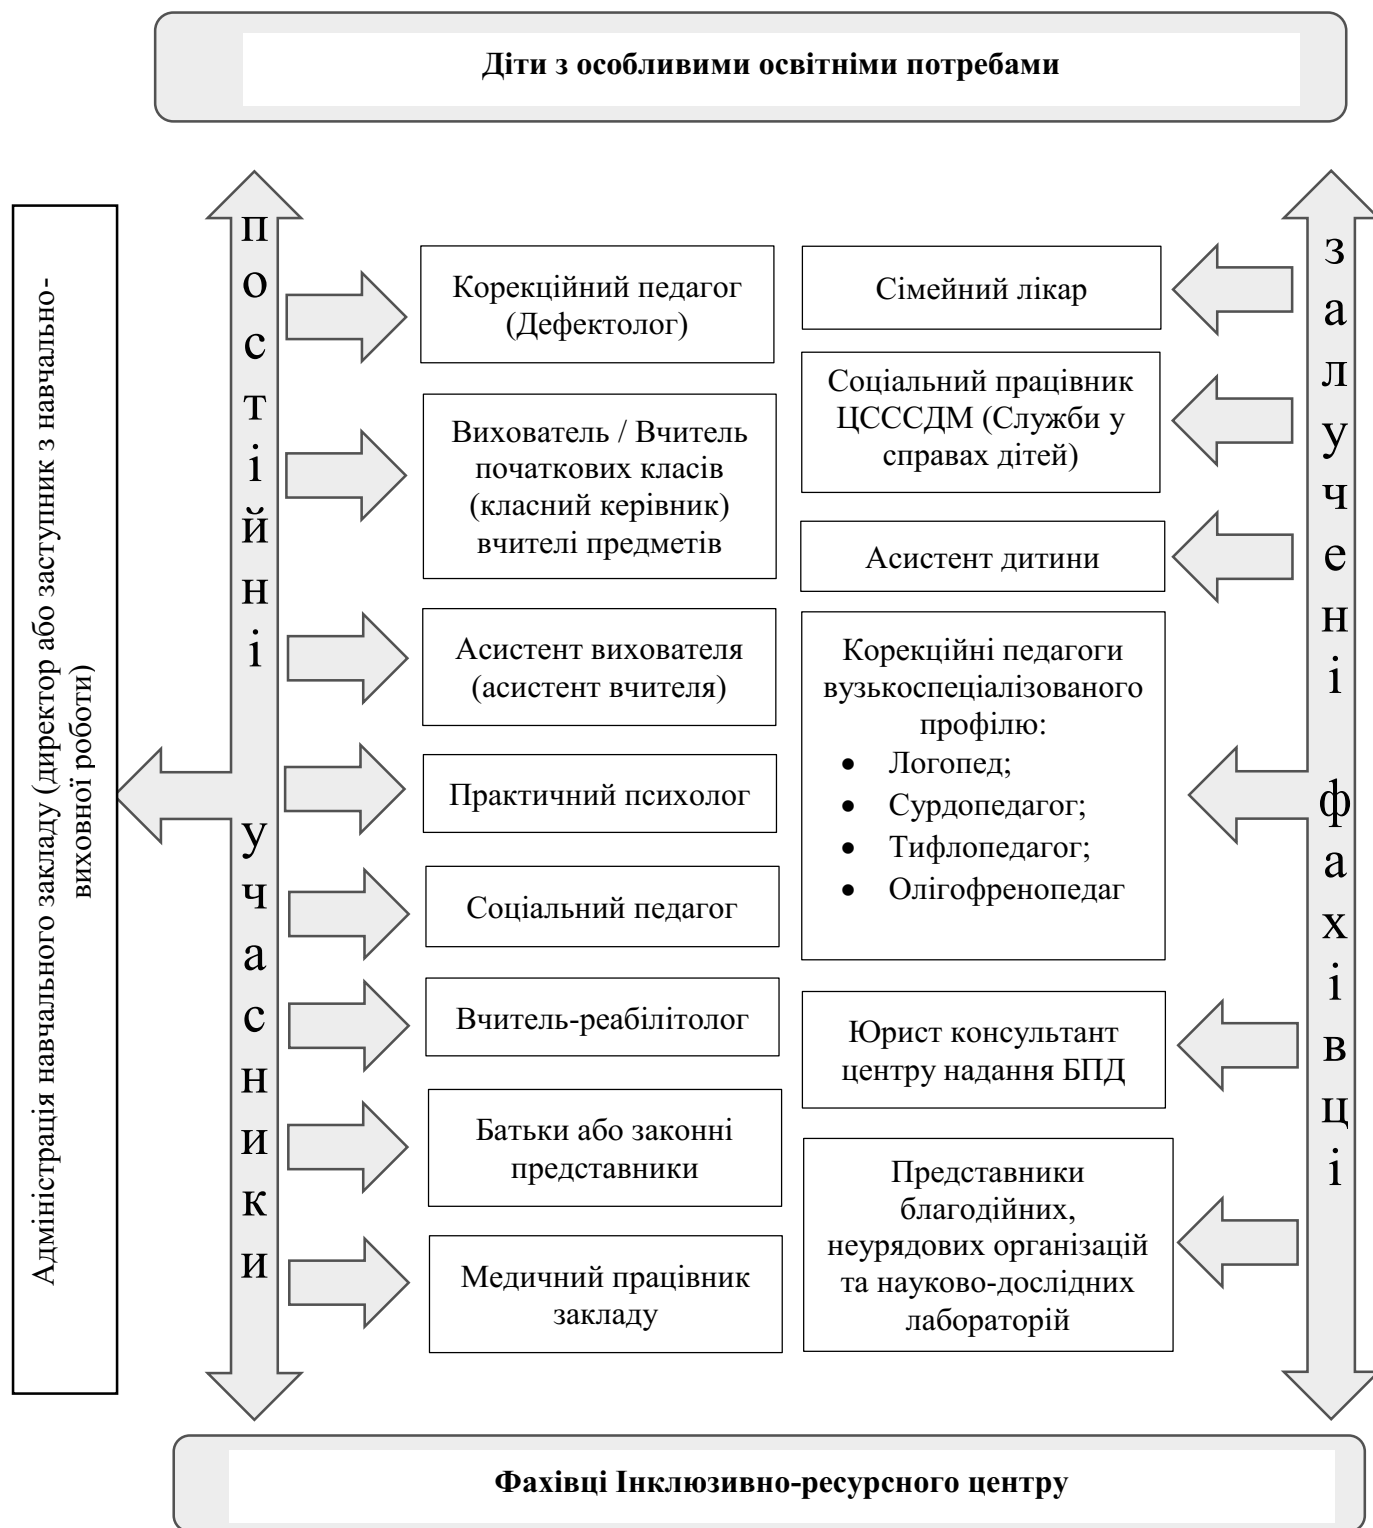 Діти з особливими освітніми потребами
Адміністрація навчального закладу (директор або заступник з навчально-
виховної роботи)
постійні учасники
Корекційний педагог
(Дефектолог)
Вихователь / Вчитель
початкових класів
(класний керівник)
вчителі предметів
Асистент вихователя
(асистент вчителя)
Практичний психолог
Соціальний педагог
Вчитель-реабілітолог
Батьки або законні
представники
Медичний працівник
закладу
Сімейний лікар
Соціальний працівник
ЦСССДМ (Служби у
справах дітей)
Асистент дитини
Корекційні педагоги
вузькоспеціалізованого
профілю:
• Логопед;
• Сурдопедагог;
• Тифлопедагог;
• Олігофренопедаг
Юрист консультант
центру надання БПД
Представники
благодійних,
неурядових організацій
та науково-дослідних
лабораторій
залучені фахівці
Фахівці Інклюзивно-ресурсного центру